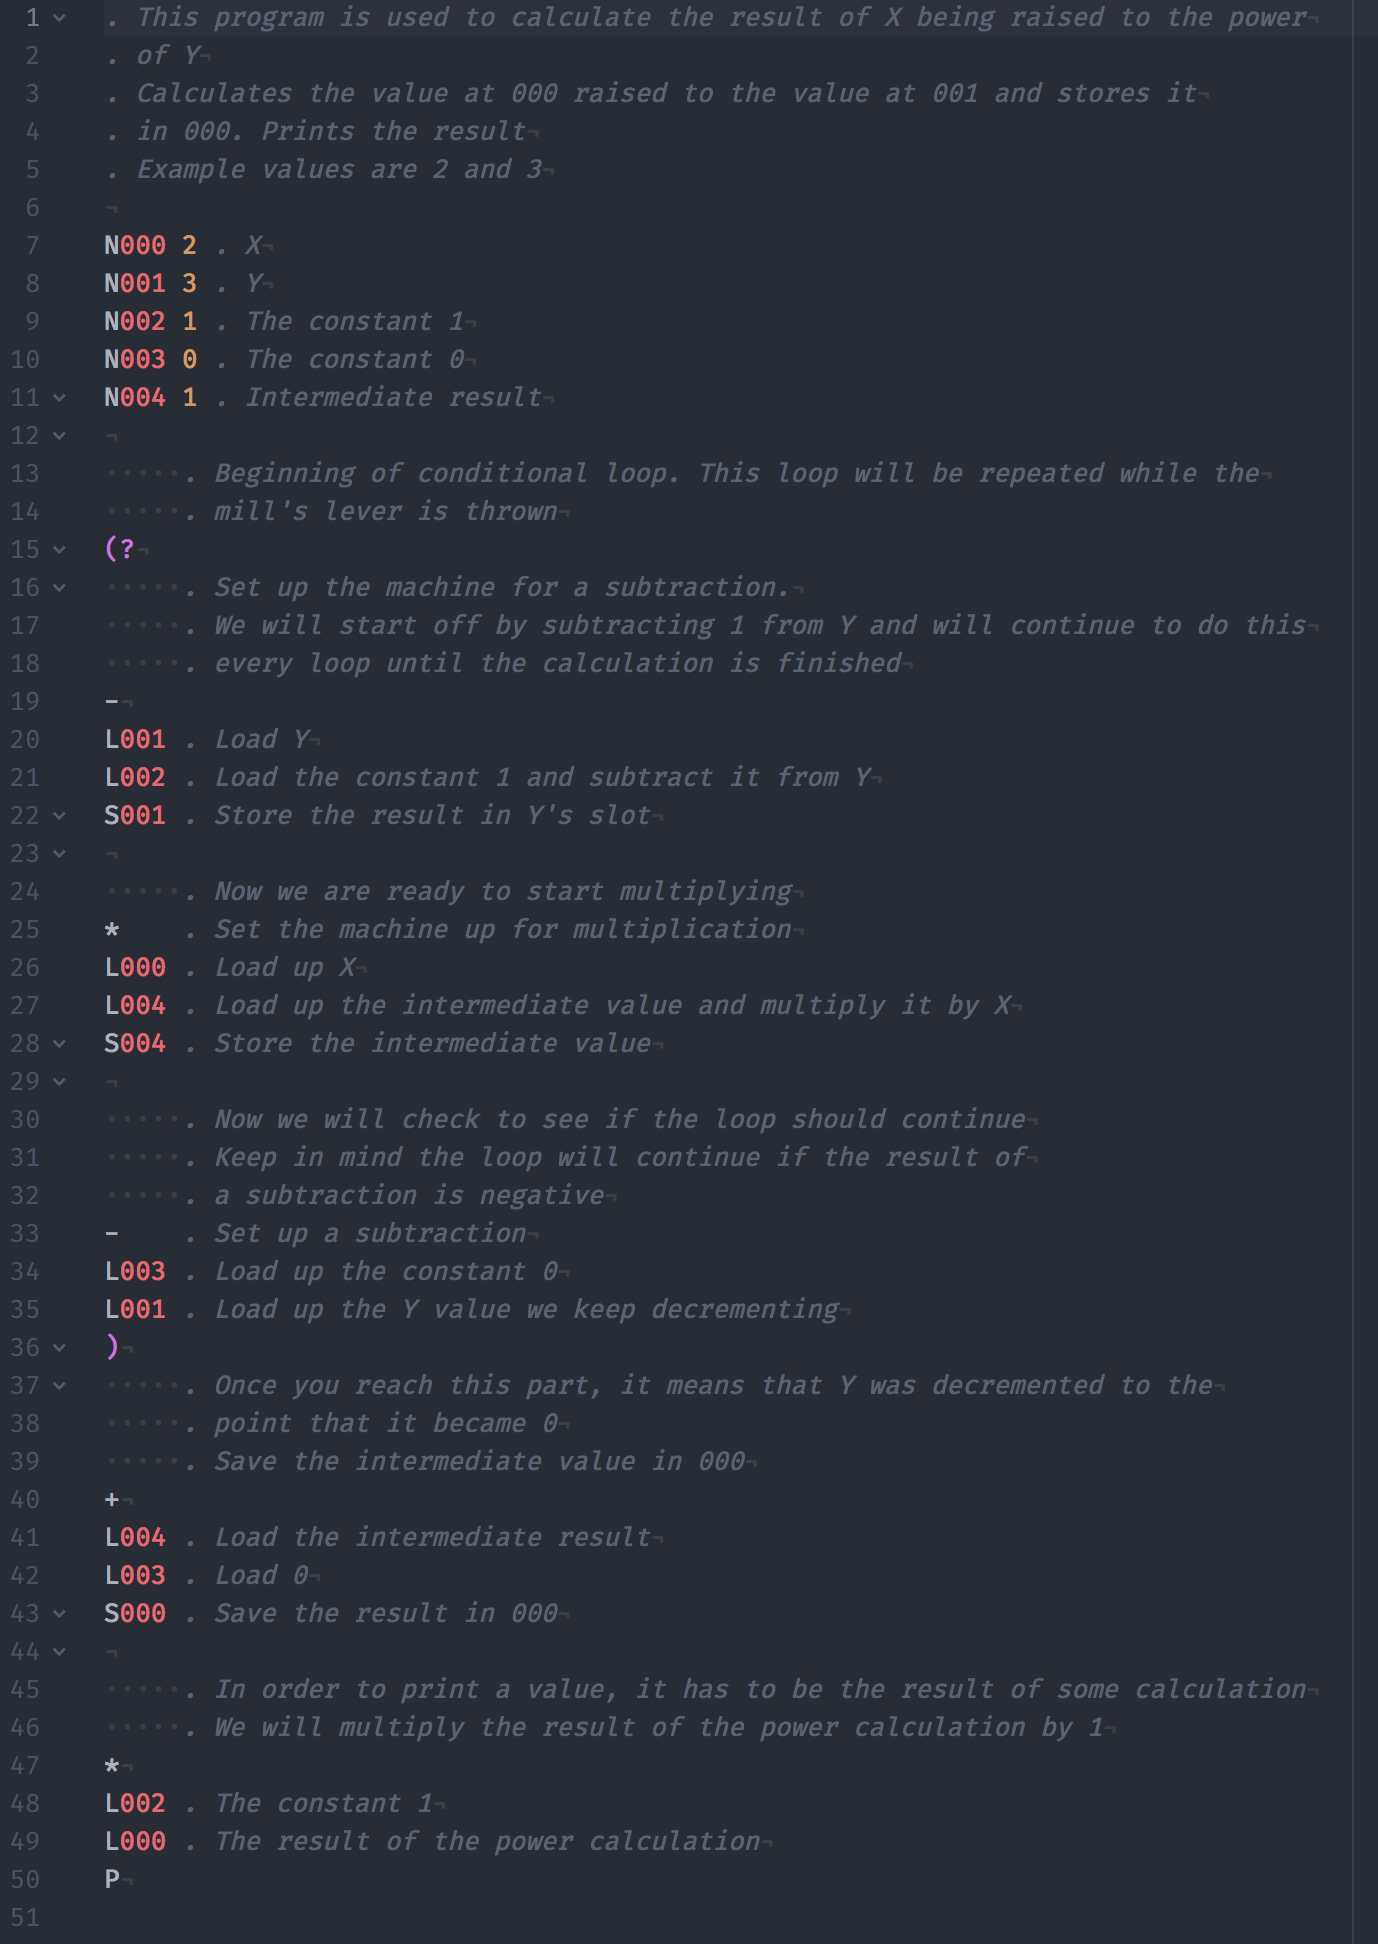 1 . This program is used to calculate the result of X being raised to the power¬
2 . of Y¬
3 . Calculates the value at 000 raised to the value at 001 and stores it¬
4 . in 000. Prints the result¬
5 . Example values are 2 and 3¬
6 ¬
7 N000 2 . X¬
8 N001 3 . Y¬
9 N002 1 . The constant 1¬
10 N003 0 . The constant 0¬
11 N004 1 . Intermediate result¬
12 ¬
13 ·····. Beginning of conditional loop. This loop will be repeated while the¬
14 ·····. mill's lever is thrown¬
15 (?¬
16 ·····. Set up the machine for a subtraction.¬
17 ·····. We will start off by subtracting 1 from Y and will continue to do this¬
18 ·····. every loop until the calculation is finished¬
19 -¬
20 L001 . Load Y¬
21 L002 . Load the constant 1 and subtract it from Y¬
22 S001 . Store the result in Y's slot¬
23 ¬
24 ·····. Now we are ready to start multiplying¬
25 *    . Set the machine up for multiplication¬
26 L000 . Load up X¬
27 L004 . Load up the intermediate value and multiply it by X¬
28 S004 . Store the intermediate value¬
29 ¬
30 ·····. Now we will check to see if the loop should continue¬
31 ·····. Keep in mind the loop will continue if the result of¬
32 ·····. a subtraction is negative¬
33 -    . Set up a subtraction¬
34 L003 . Load up the constant 0¬
35 L001 . Load up the Y value we keep decrementing¬
36 )¬
37 ·····. Once you reach this part, it means that Y was decremented to the¬
38 ·····. point that it became 0¬
39 ·····. Save the intermediate value in 000¬
40 +¬
41 L004 . Load the intermediate result¬
42 L003 . Load 0¬
43 S000 . Save the result in 000¬
44 ¬
45 ·····. In order to print a value, it has to be the result of some calculation¬
46 ·····. We will multiply the result of the power calculation by 1¬
47 *¬
48 L002 . The constant 1¬
49 L000 . The result of the power calculation¬
50 P¬
51